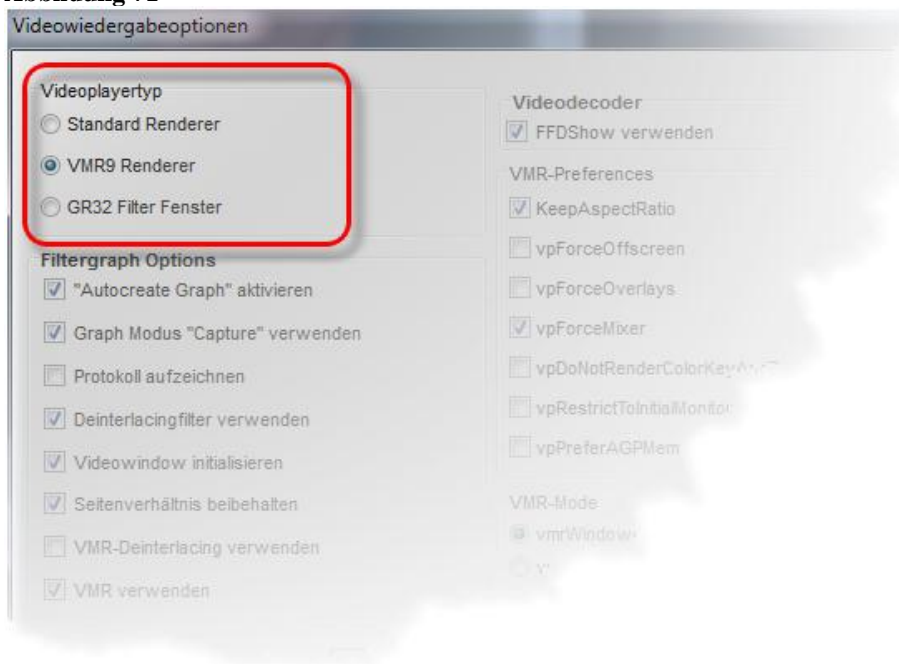 Videowiedergabeoptionen
Videoplayertyp
Standard Renderer
VMR9 Renderer
GR32 Filter Fenster
Filtergraph Options
"Autocreate Graph" aktivieren
Graph Modus "Capture" verwenden
Protokoll aufzeichnen
Deinterlacingfilter verwenden
Videowindow initialisieren
Seitenverhältnis beibehalten
VMR-Deinterlacing verwenden
VMR verwenden
Videodecoder
FFDShow verwenden
VMR-Preferences
KeepAspectRatio
vpForceOffscreen
vpForceOverlays
vpForceMixer
vpRestrictToInitialMonitor
vpPreferAGPMem
VMR-Mode